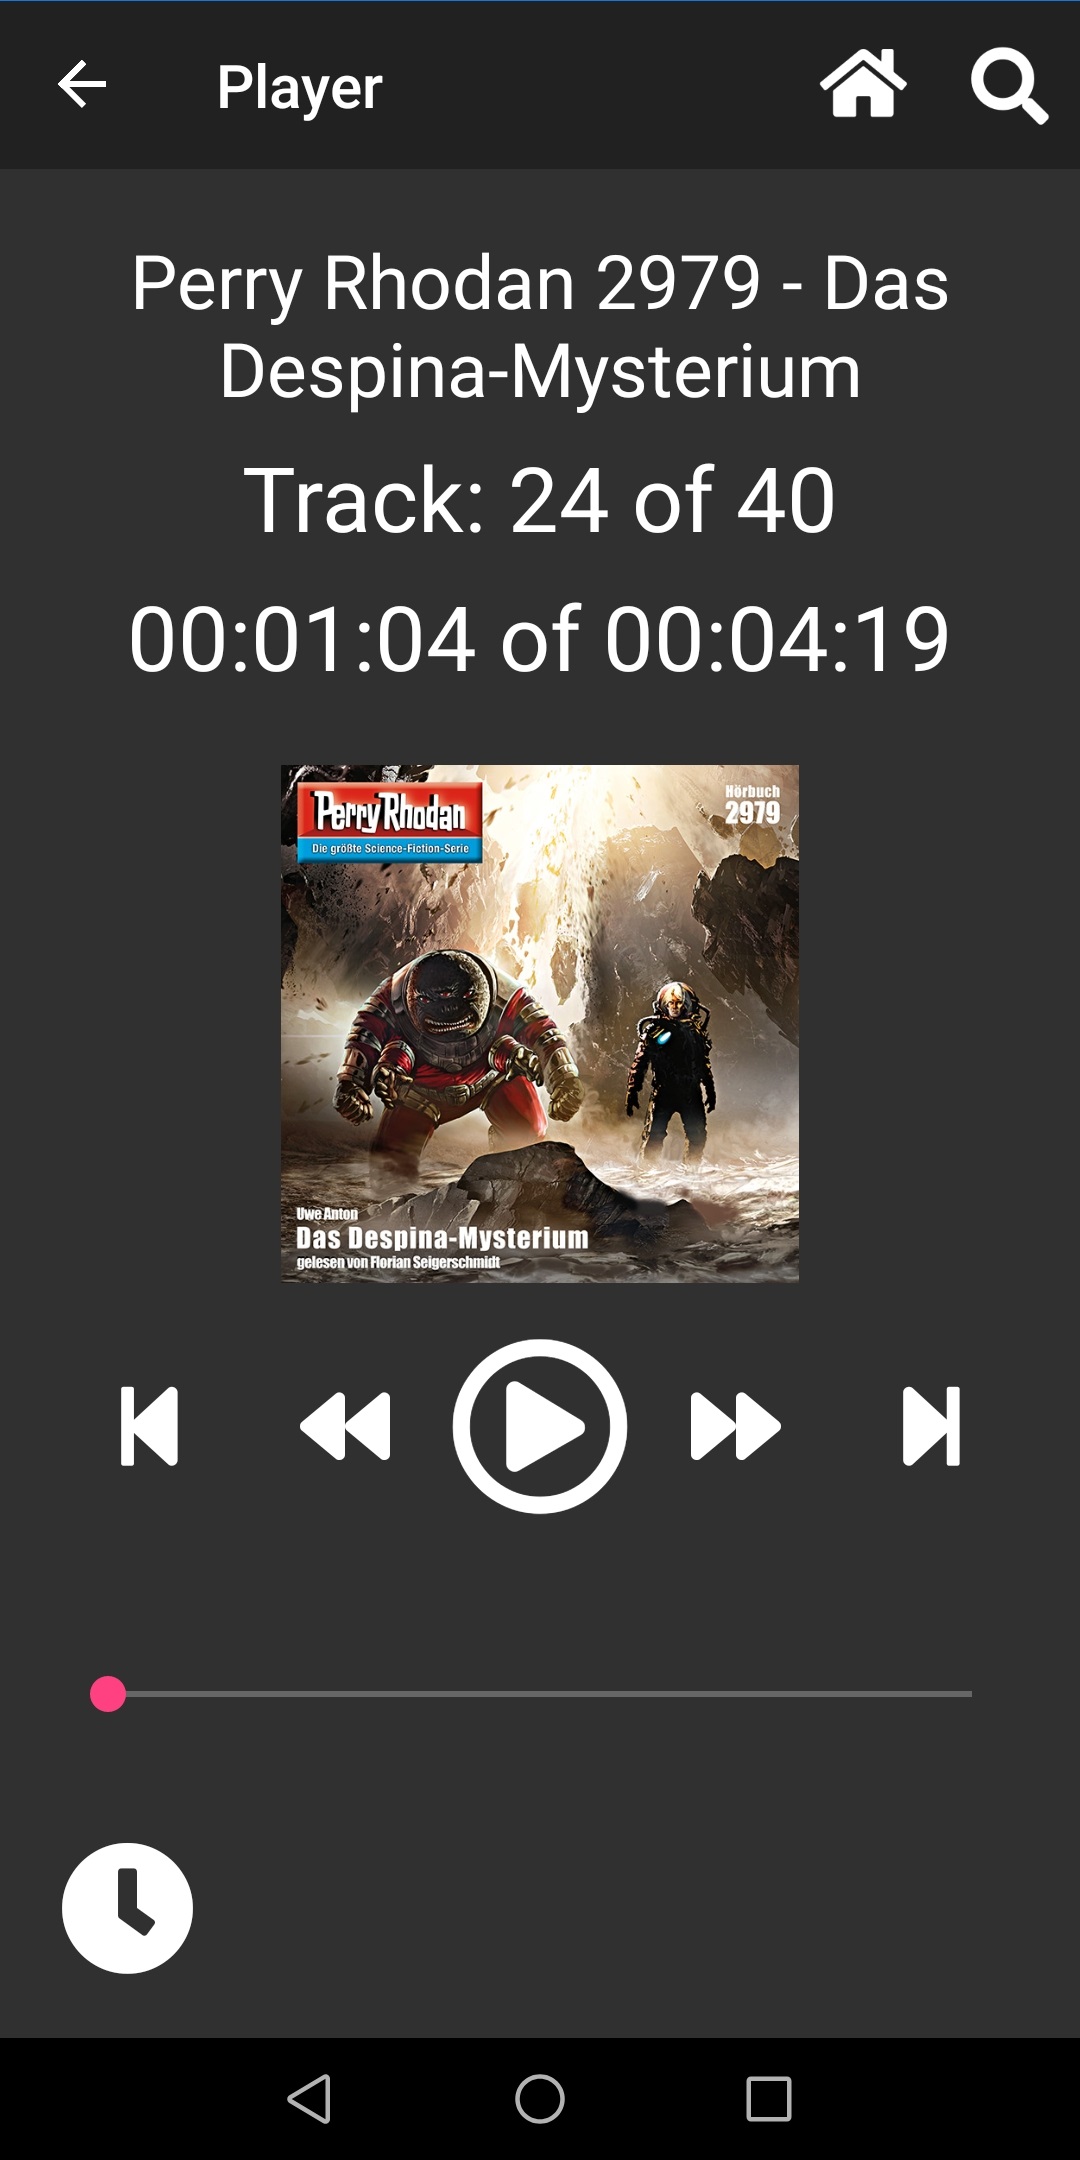 Player
Perry Rhodan 2979 - Das
Despina-Mysterium
Track: 24 of 40
00:01:04 of 00:04:19
Perry Rhodan
Die größte Science-Fiction-Serie
Hörbuch
2979
Uwe Anton
Das Despina-Mysterium
gelesen von Florian Seigerschmidt